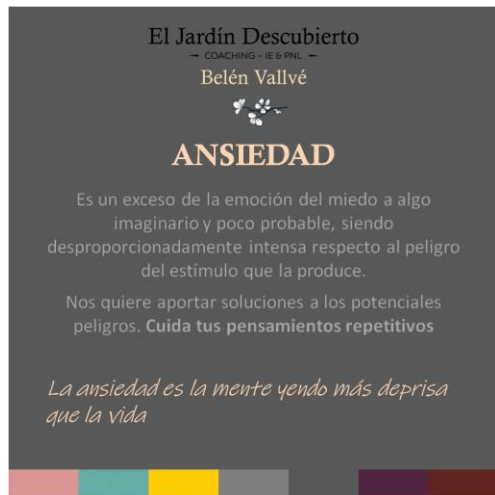 El Jardín Descubierto
COACHING - IE & PNL
Belén Vallvé
ANSIEDAD
Es un exceso de la emoción del miedo a algo
imaginario y poco probable, siendo
desproporcionadamente intensa respecto al peligro
del estímulo que la produce.
Nos quiere aportar soluciones a los potenciales
peligros. Cuida tus pensamientos repetitivos
La ansiedad es la mente yendo más deprisa
que la vida